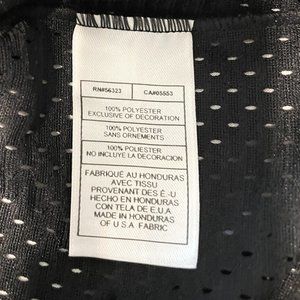 RN#56323 CA#05553
100% POLYESTER
EXCLUSIVE OF DECORATION
100% POLYESTER
SANS ORNEMENTS
100% POLIESTER
NO INCLUYE LA DECORACION
FABRIQUÉ AU HONDURAS
AVEC TISSU
PROVENANT DES É.-U
HECHO EN HONDURAS
CON TELA DE E.U.A
MADE IN HONDURAS
OF U.S.A FABRIC